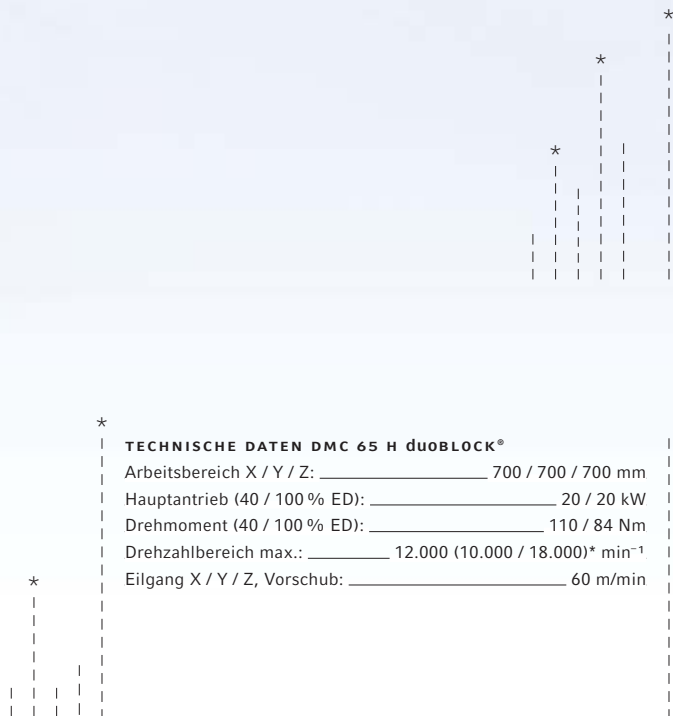 TECHNISCHE DATEN DMC 65 H duoBLOCK®
Arbeitsbereich X / Y / Z: 700 / 700 / 700 mm
Hauptantrieb (40 / 100 % ED): 20 / 20 kW
Drehmoment (40 / 100 % ED): 110 / 84 Nm
Drehzahlbereich max.: 12.000 (10.000 / 18.000)* min⁻¹
Eilgang X / Y / Z, Vorschub: 60 m/min